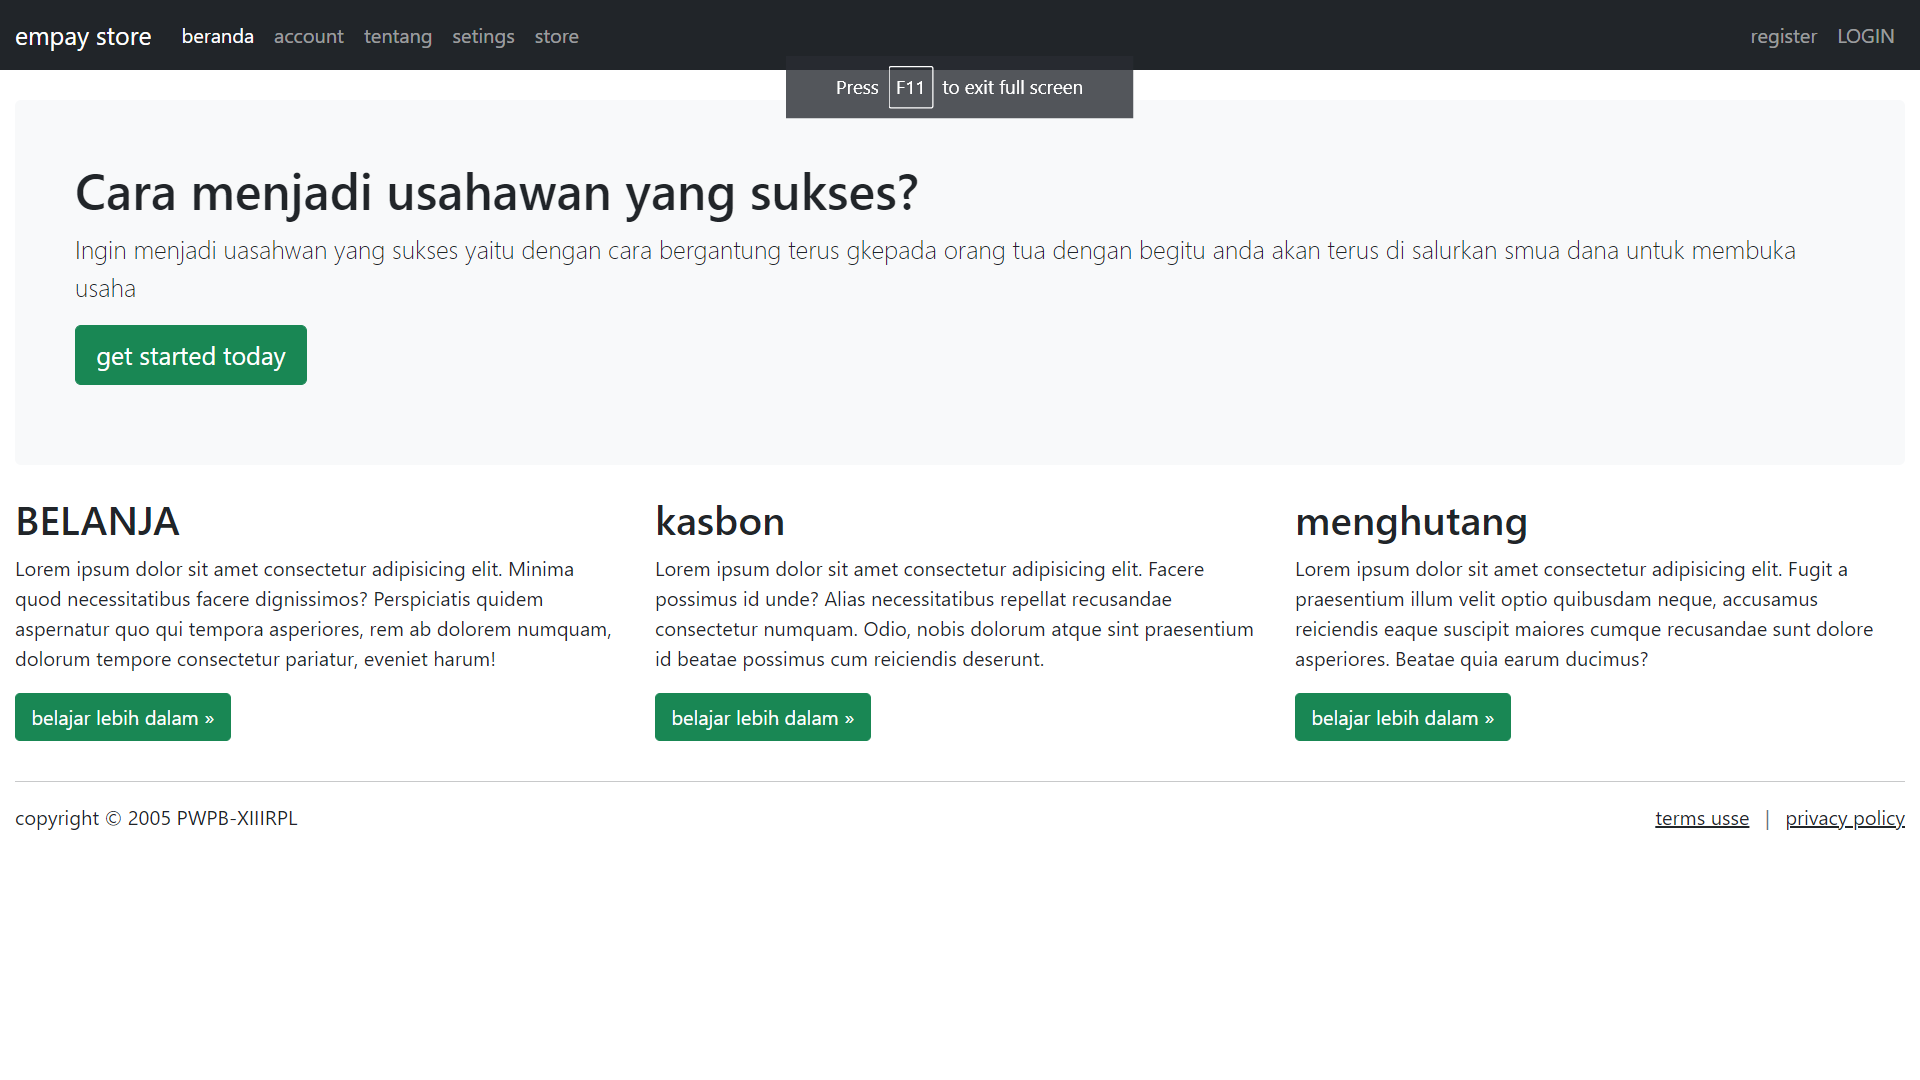 empay store beranda account tentang setings store register LOGIN
Press F11 to exit full screen
Cara menjadi usahawan yang sukses?
Ingin menjadi uasahwan yang sukses yaitu dengan cara bergantung terus gkepada orang tua dengan begitu anda akan terus di salurkan smua dana untuk membuka
usaha
get started today
BELANJA
Lorem ipsum dolor sit amet consectetur adipisicing elit. Minima
quod necessitatibus facere dignissimos? Perspiciatis quidem
aspernatur quo qui tempora asperiores, rem ab dolorem numquam,
dolorum tempore consectetur pariatur, eveniet harum!
belajar lebih dalam »
kasbon
Lorem ipsum dolor sit amet consectetur adipisicing elit. Facere
possimus id unde? Alias necessitatibus repellat recusandae
consectetur numquam. Odio, nobis dolorum atque sint praesentium
id beatae possimus cum reiciendis deserunt.
belajar lebih dalam »
menghutang
Lorem ipsum dolor sit amet consectetur adipisicing elit. Fugit a
praesentium illum velit optio quibusdam neque, accusamus
reiciendis eaque suscipit maiores cumque recusandae sunt dolore
asperiores. Beatae quia earum ducimus?
belajar lebih dalam »
copyright © 2005 PWPB-XIIIRPL
terms usse | privacy policy